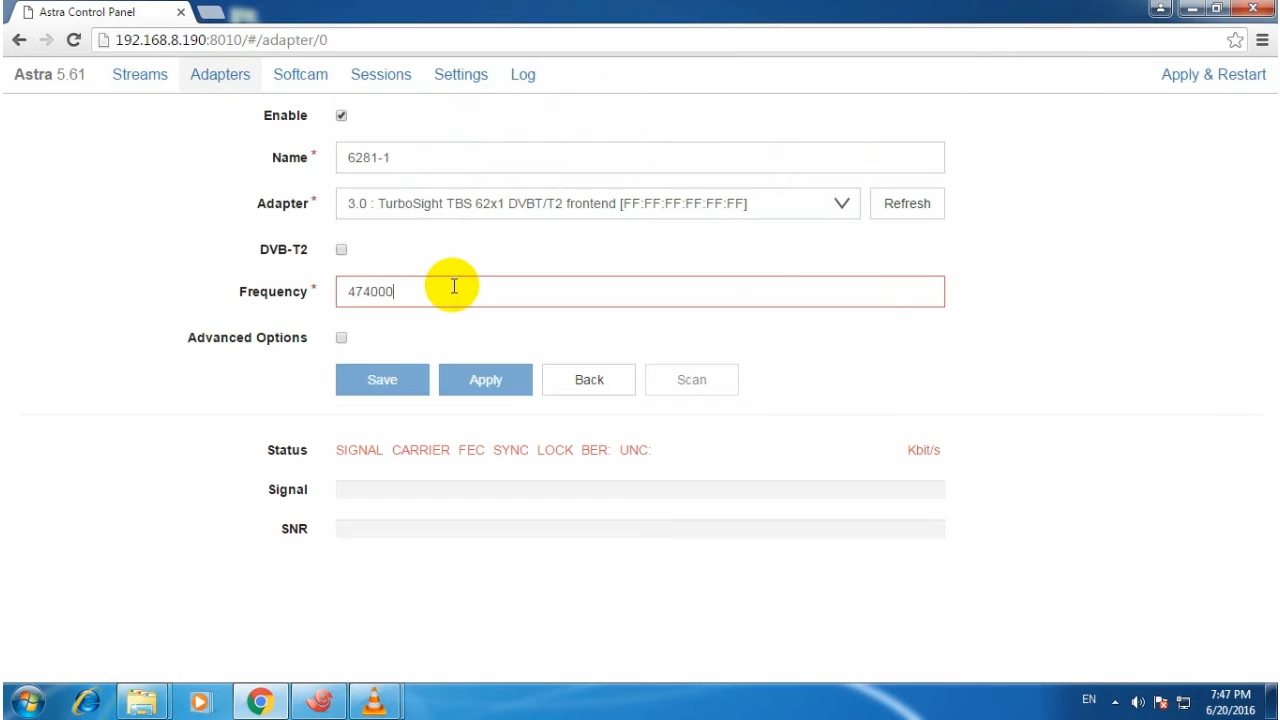 Astra Control Panel
192.168.8.190:8010/#/adapter/0
Astra 5.61 Streams Adapters Softcam Sessions Settings Log Apply & Restart
Enable
Name * 6281-1
Adapter * 3.0 : TurboSight TBS 62x1 DVBT/T2 frontend [FF:FF:FF:FF:FF:FF] Refresh
DVB-T2
Frequency * 474000
Advanced Options
Save Apply Back Scan
Status SIGNAL CARRIER FEC SYNC LOCK BER: UNC: Kbit/s
Signal
SNR
EN 7:47 PM
6/20/2016